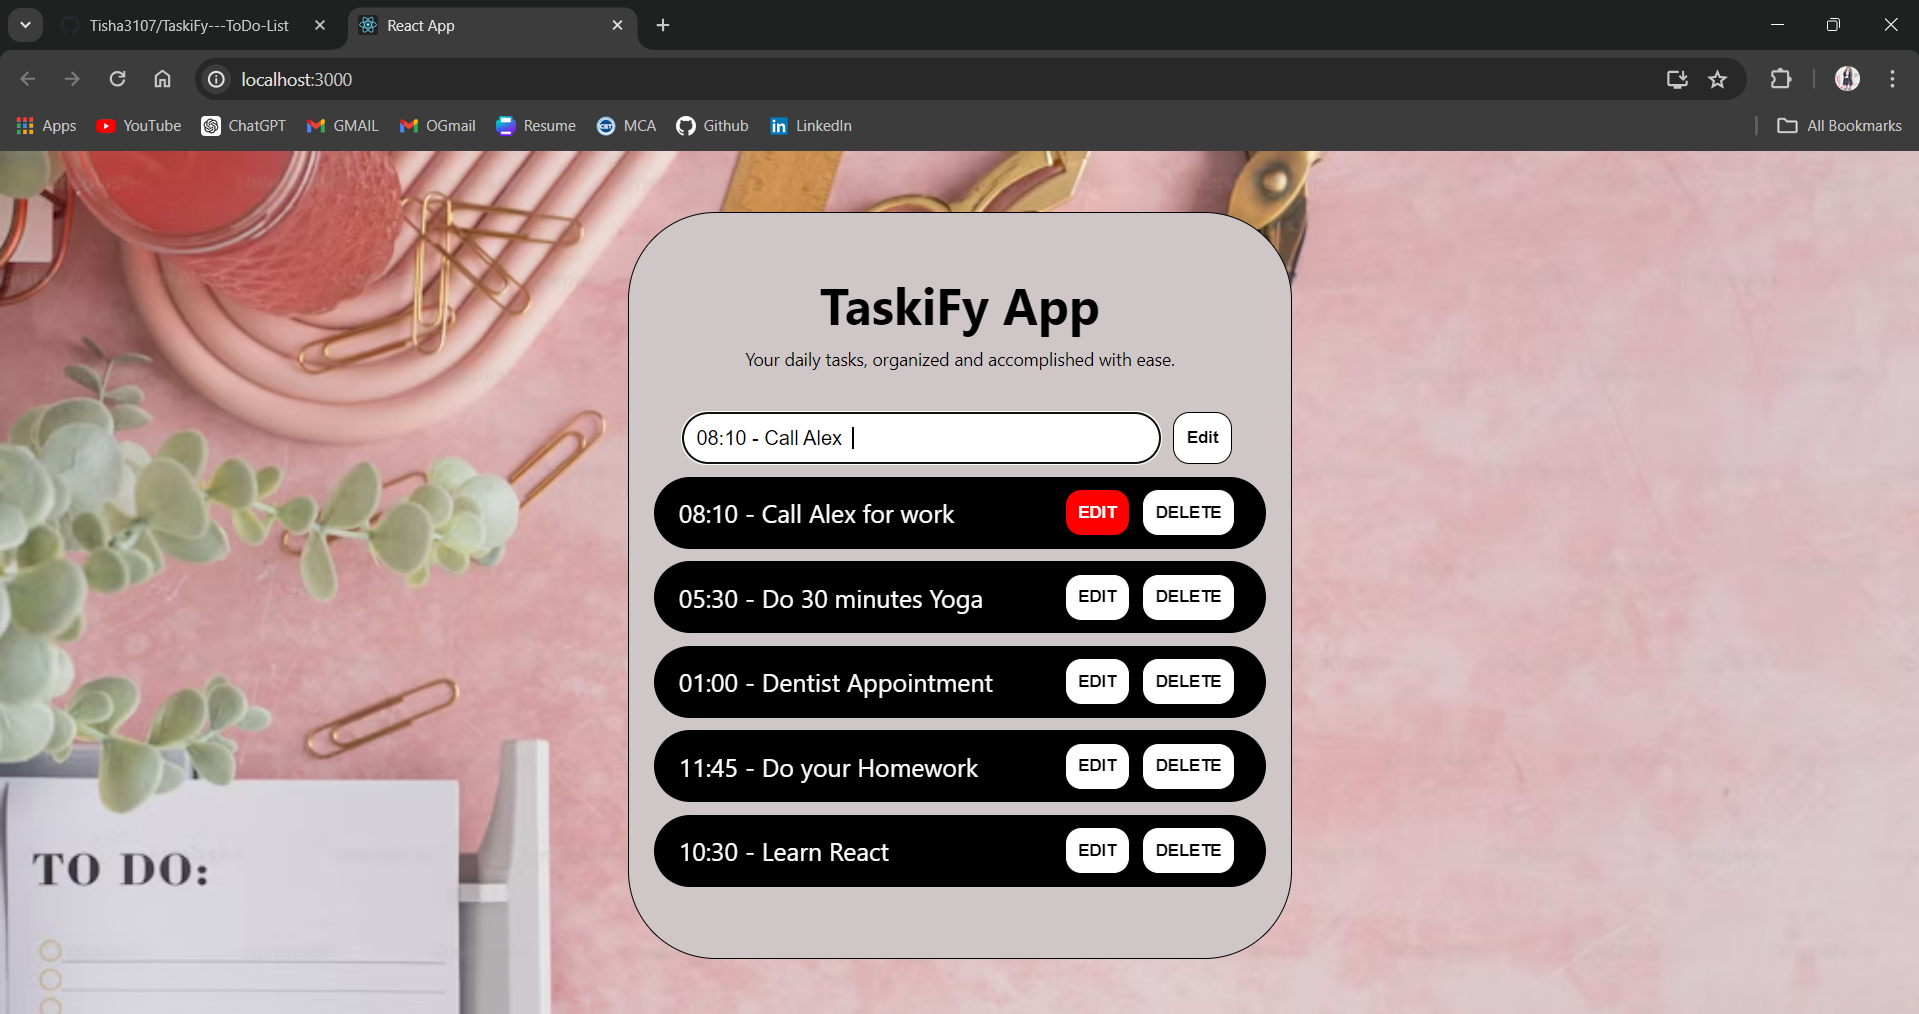 Tisha3107/TaskiFy---ToDo-List
React App
localhost:3000
Apps YouTube ChatGPT GMAIL OGmail Resume MCA Github LinkedIn All Bookmarks
TaskiFy App
Your daily tasks, organized and accomplished with ease.
08:10 - Call Alex Edit
08:10 - Call Alex for work EDIT DELETE
05:30 - Do 30 minutes Yoga EDIT DELETE
01:00 - Dentist Appointment EDIT DELETE
11:45 - Do your Homework EDIT DELETE
10:30 - Learn React EDIT DELETE
TO DO: